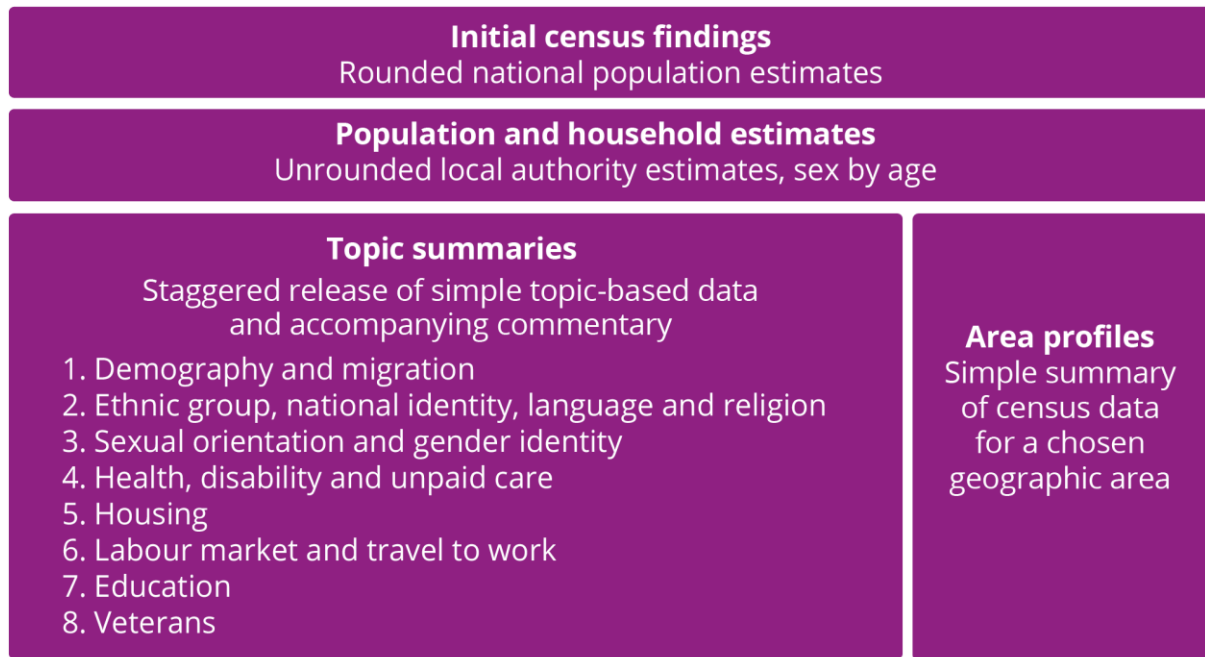 Initial census findings
Rounded national population estimates
Population and household estimates
Unrounded local authority estimates, sex by age
Topic summaries
Staggered release of simple topic-based data
and accompanying commentary
1. Demography and migration
2. Ethnic group, national identity, language and religion
3. Sexual orientation and gender identity
4. Health, disability and unpaid care
5. Housing
6. Labour market and travel to work
7. Education
8. Veterans
Area profiles
Simple summary
of census data
for a chosen
geographic area